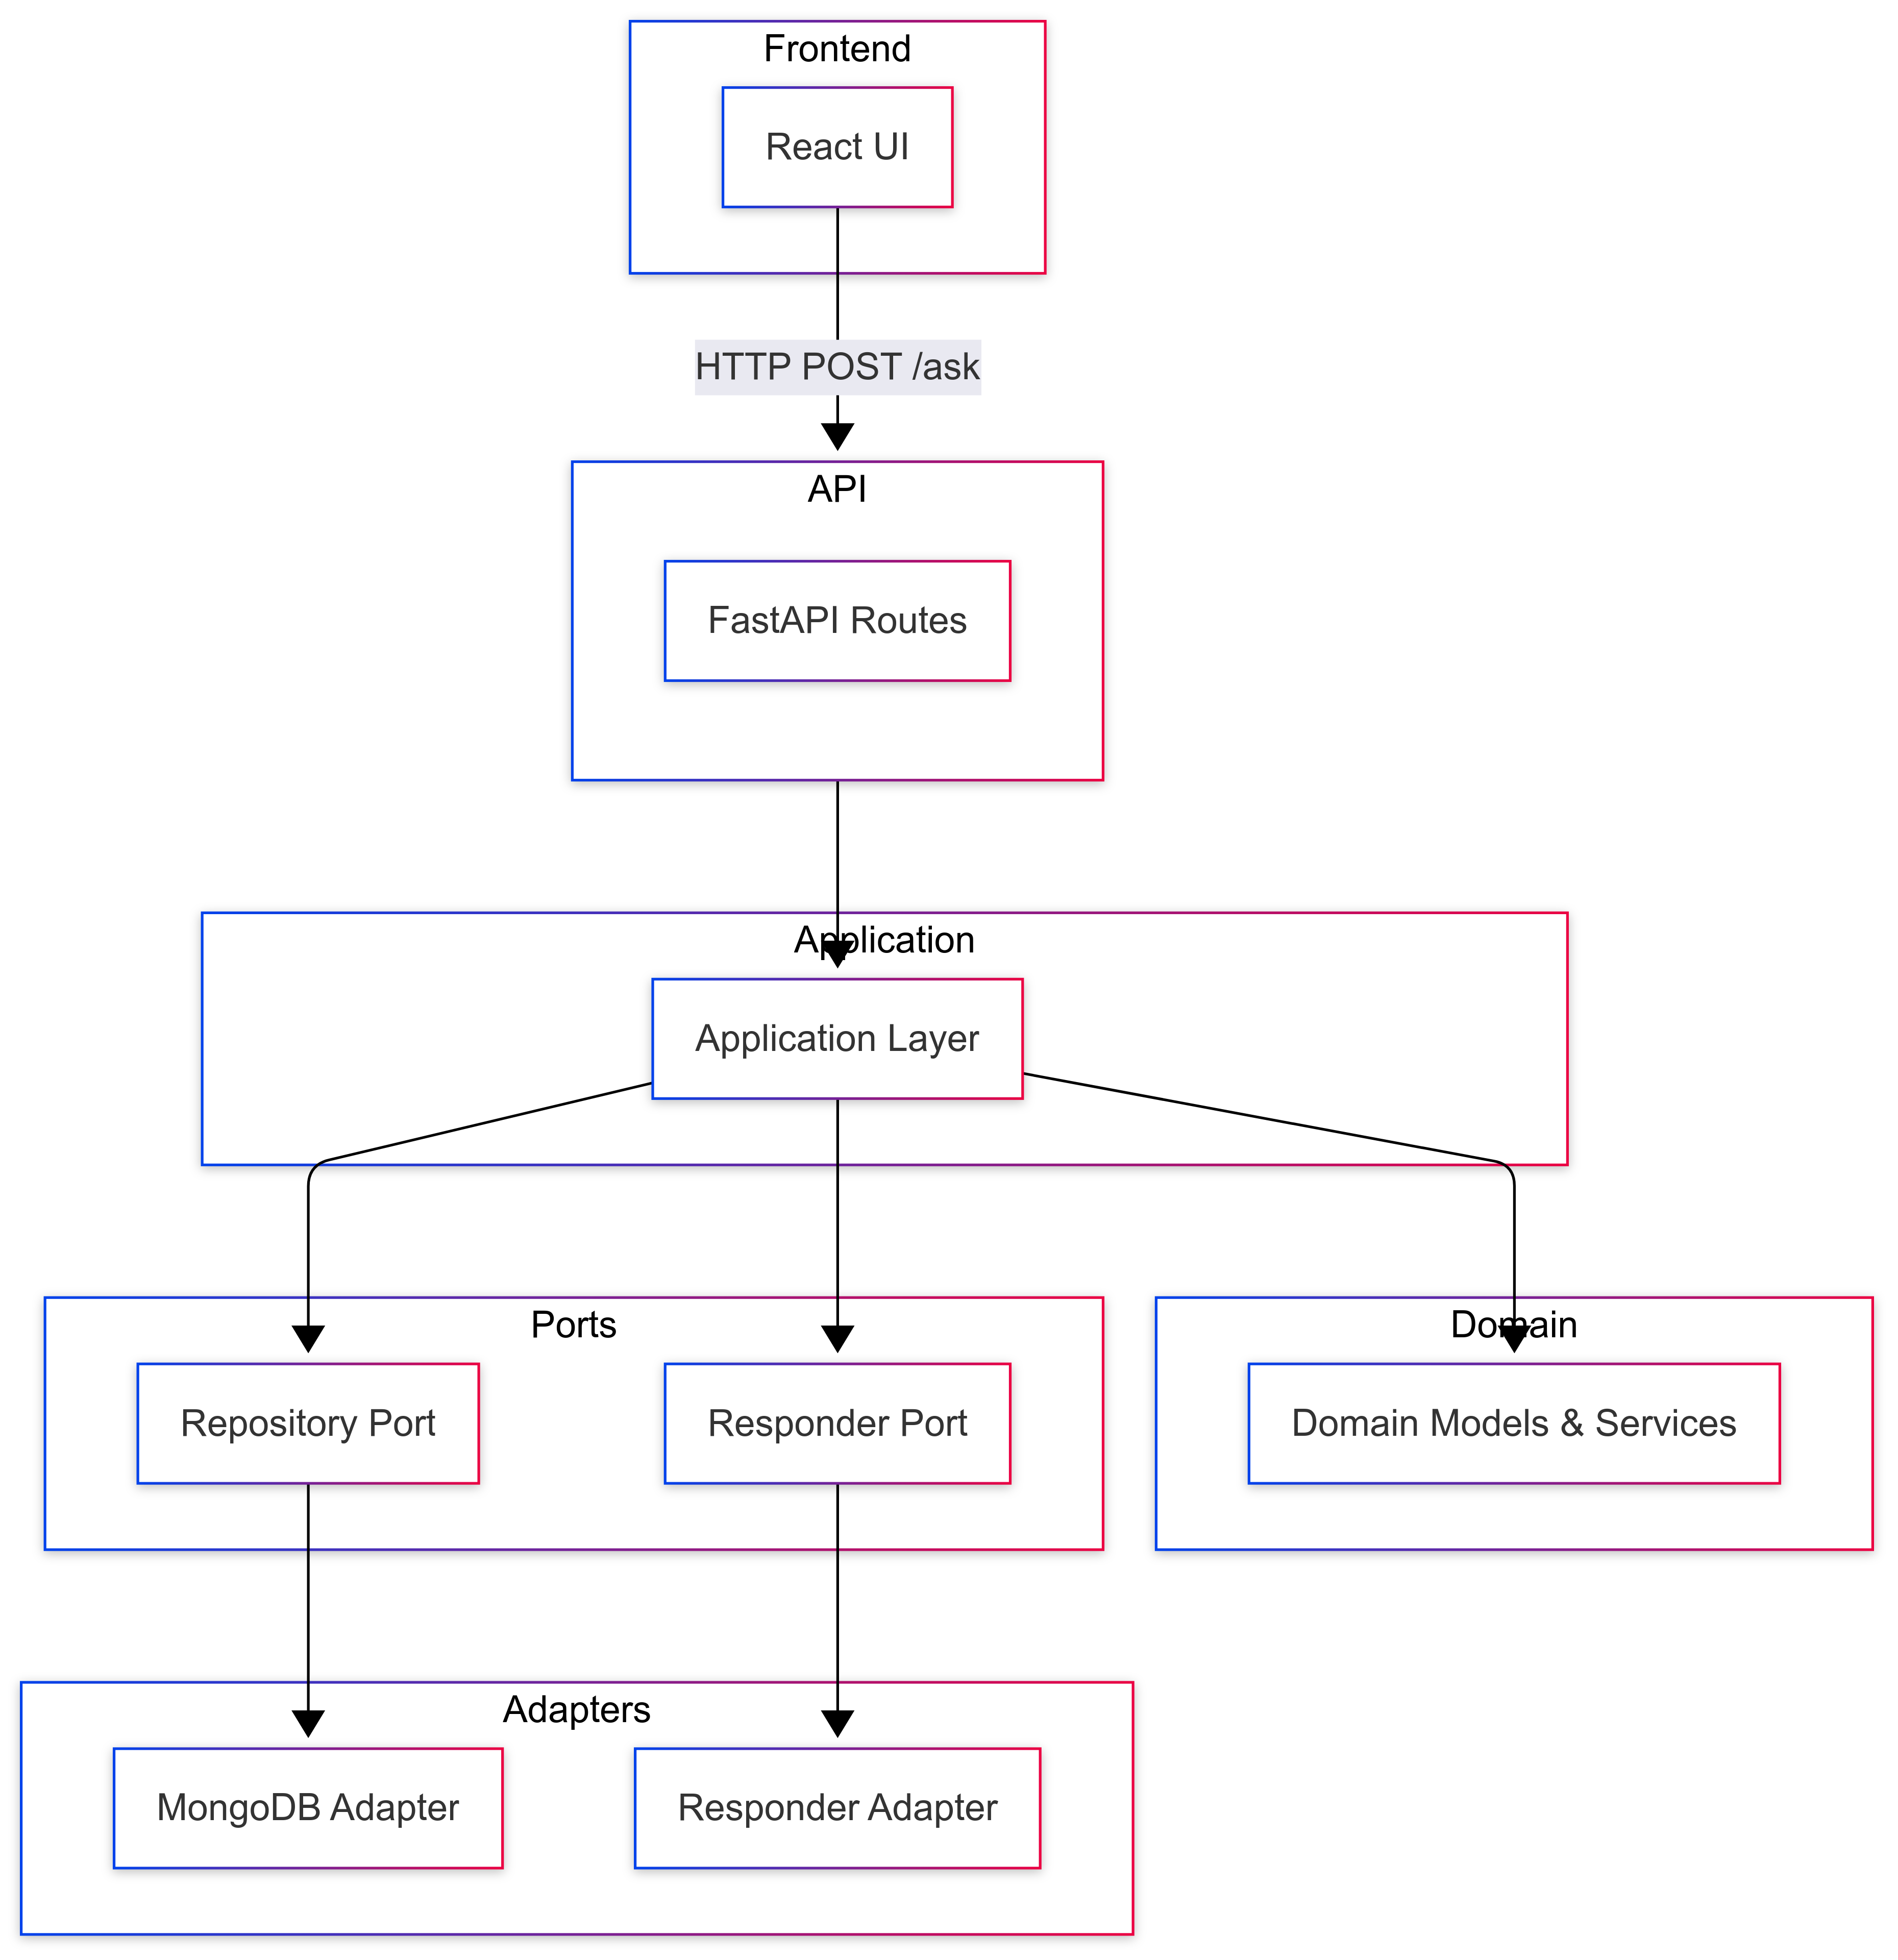 Frontend
React UI
HTTP POST /ask
API
FastAPI Routes
Application
Application Layer
Ports
Domain
Repository Port
Responder Port
Domain Models & Services
Adapters
MongoDB Adapter
Responder Adapter